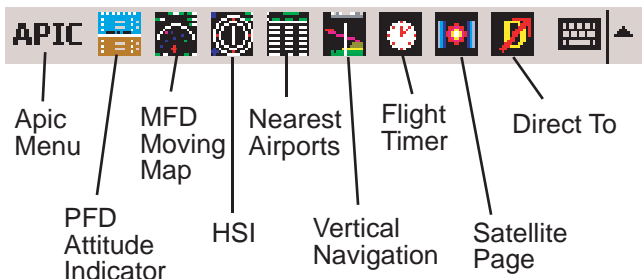 APIC
Apic
Menu
MFD
Moving
Map
Nearest
Airports
Flight
Timer
Direct To
PFD
Attitude
Indicator
HSI
Vertical
Navigation
Satellite
Page